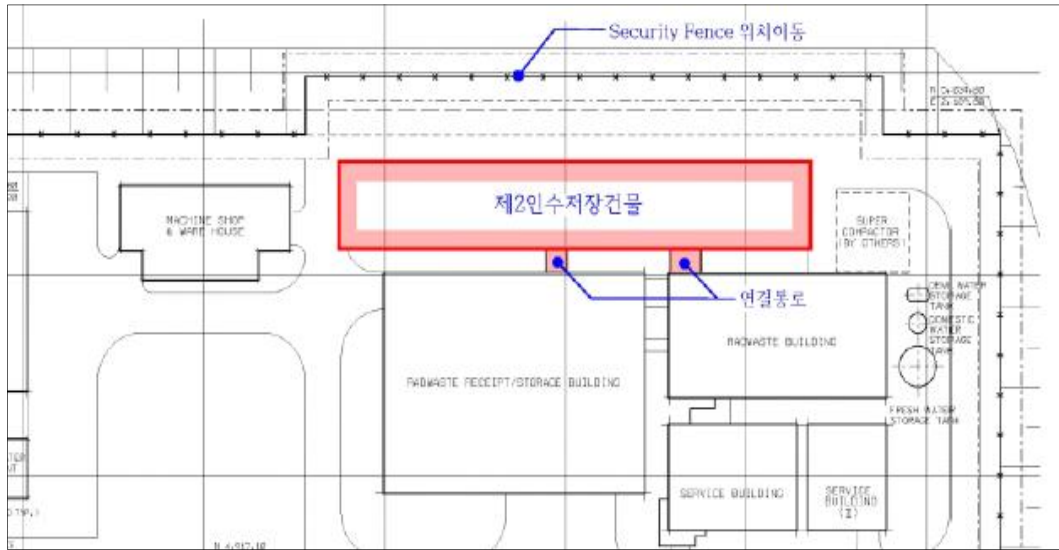 Security Fence 위치이동
제2인수저장건물
MACHINE SHOP
& WARE HOUSE
SUPER
COMPACTOR
(BY OTHERS)
연결통로
DEMI WATER
STORAGE
TANK
DOMESTIC
WATER
STORAGE
TANK
RADWASTE BUILDING
RADWASTE RECEIPT/STORAGE BUILDING
FRESH WATER
STORAGE TANK
SERVICE BUILDING
SERVICE
BUILDING
(Ⅱ)